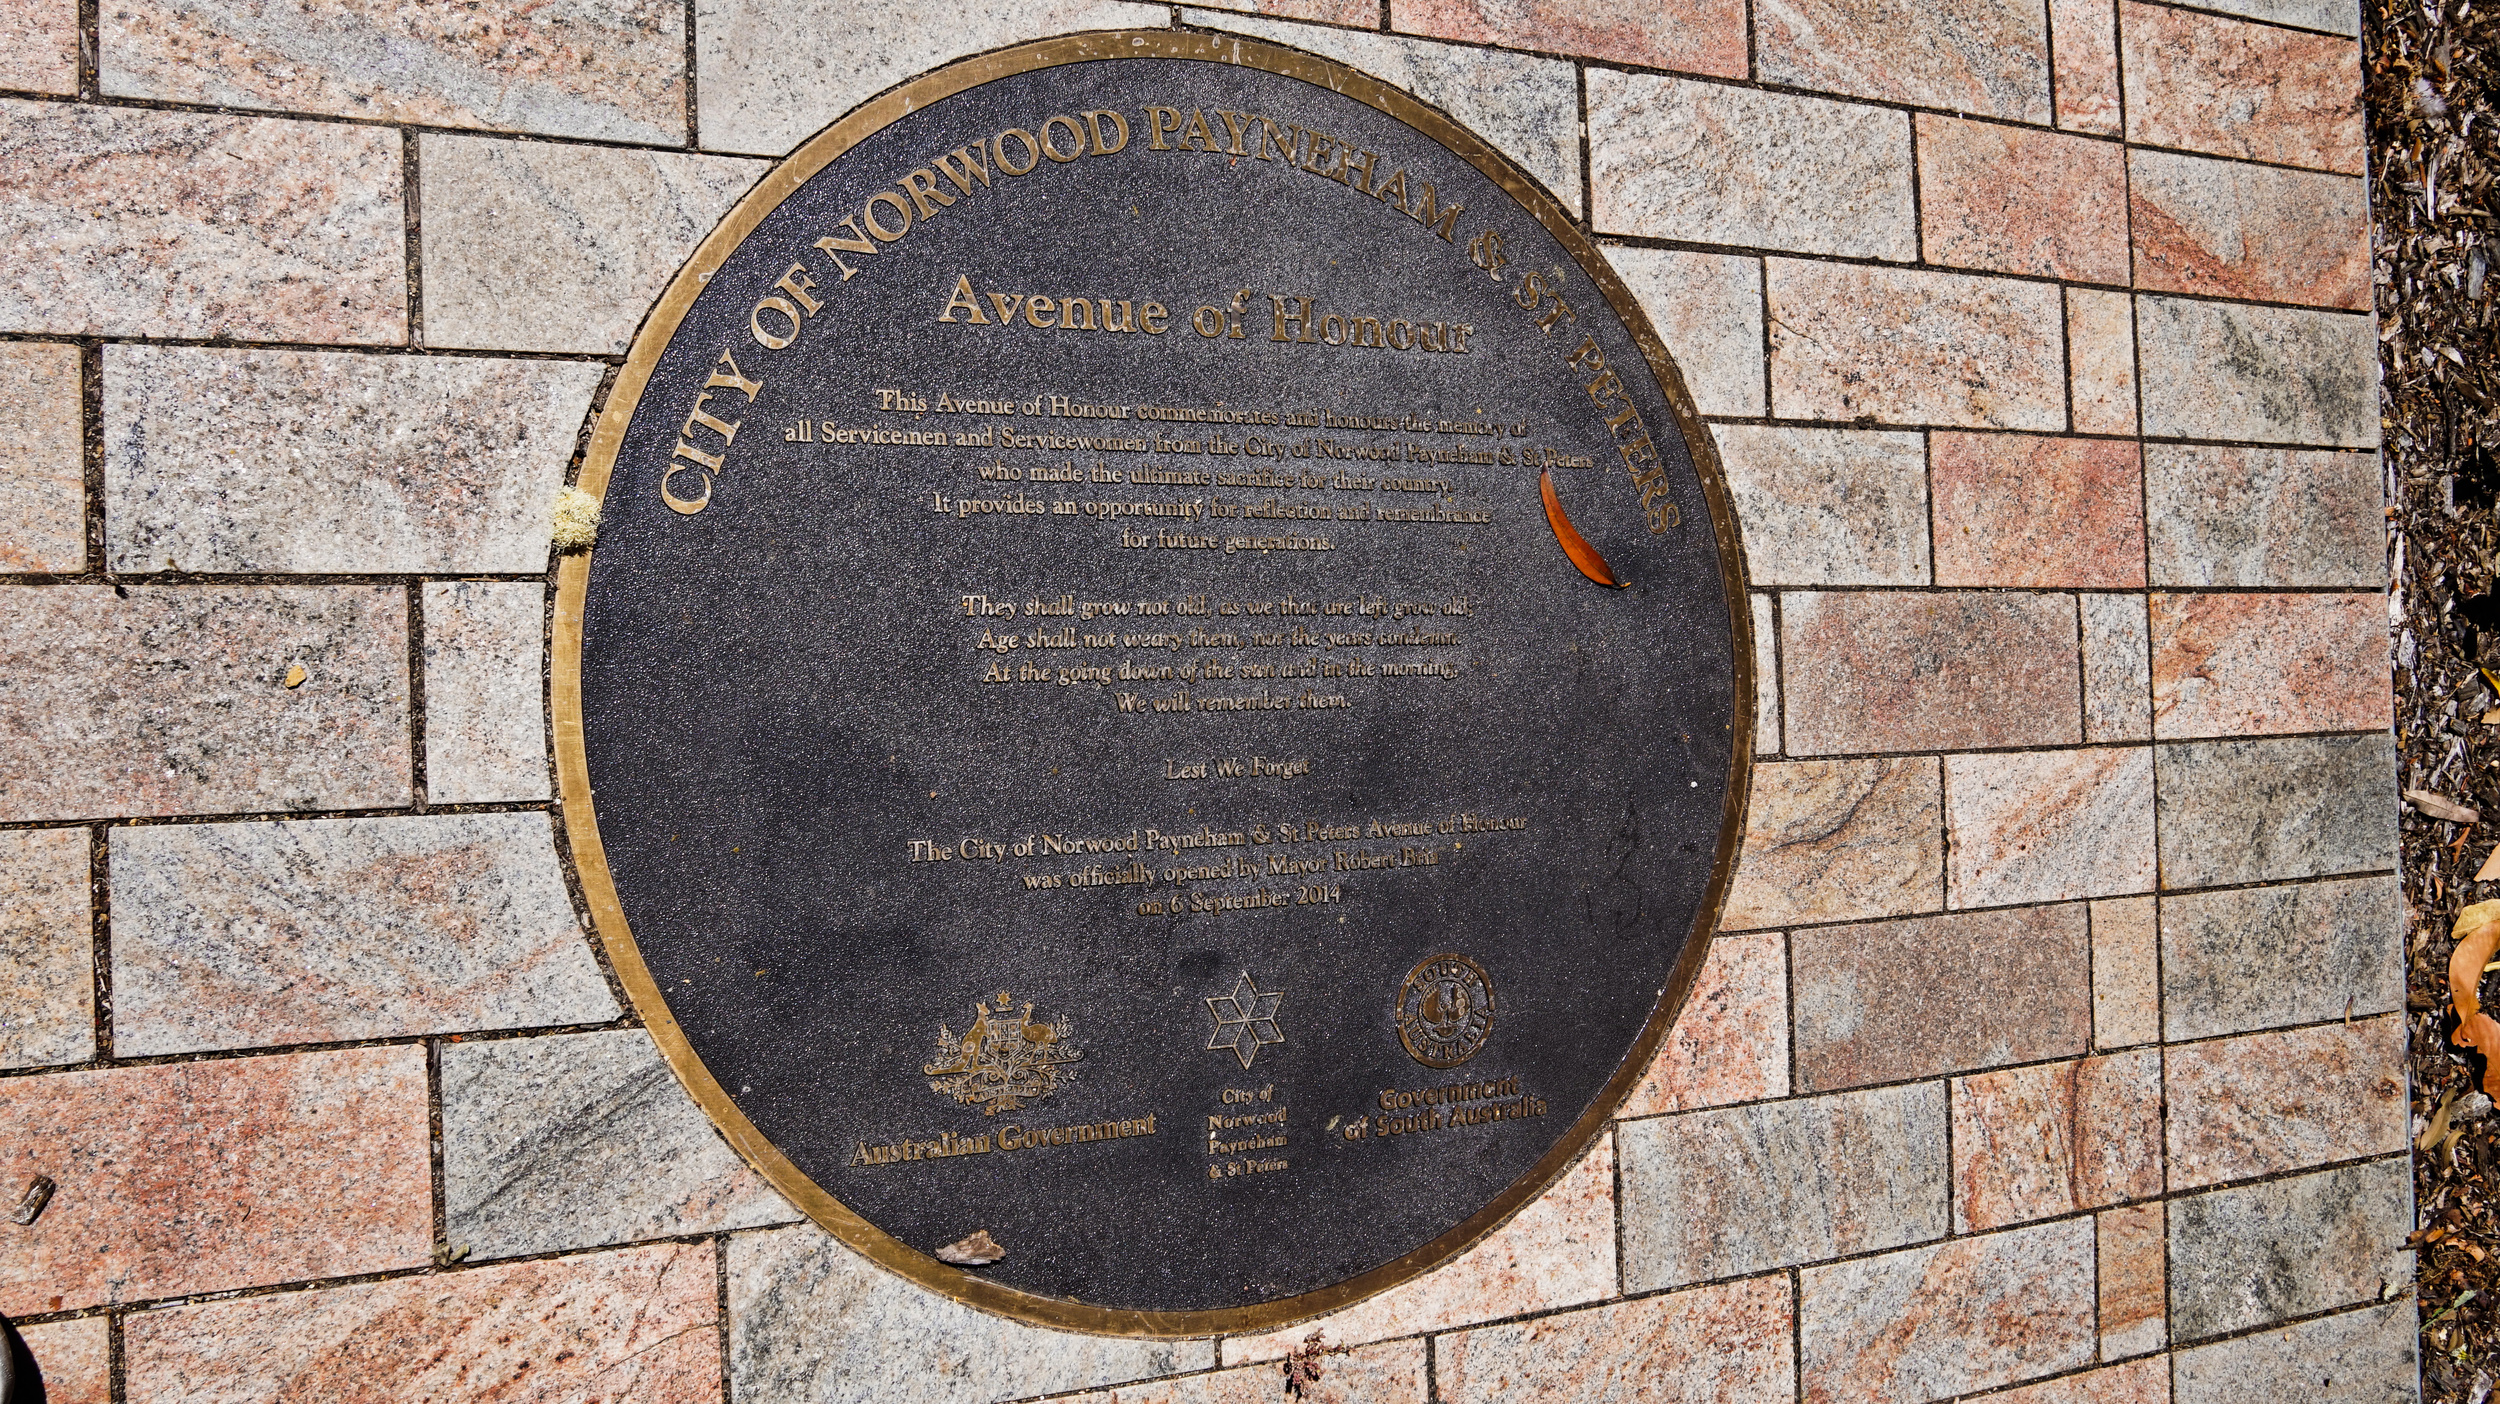 CITY OF NORWOOD PAYNEHAM & ST PETERS
Avenue of Honour
This Avenue of Honour commemorates and honours the memory of
all Servicemen and Servicewomen from the City of Norwood Payneham & St Peters
who made the ultimate sacrifice for their country.
It provides an opportunity for reflection and remembrance
for future generations.
They shall grow not old, as we that are left grow old;
Age shall not weary them, nor the years condemn.
At the going down of the sun and in the morning,
We will remember them.
Lest We Forget
The City of Norwood Payneham & St Peters Avenue of Honour
was officially opened by Mayor Robert Bria
on 6 September 2014
Australian Government
City of
Norwood
Payneham
& St Peters
SOUTH AUSTRALIA
Government
of South Australia